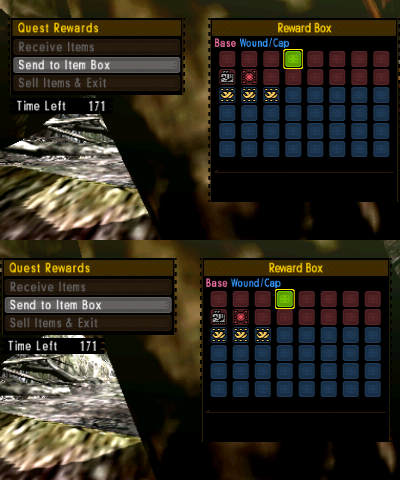 Quest Rewards
Receive Items
Send to Item Box
Sell Items & Exit
Time Left 171
Reward Box
Base Wound/Cap
Quest Rewards
Receive Items
Send to Item Box
Sell Items & Exit
Time Left 171
Reward Box
Base Wound/Cap